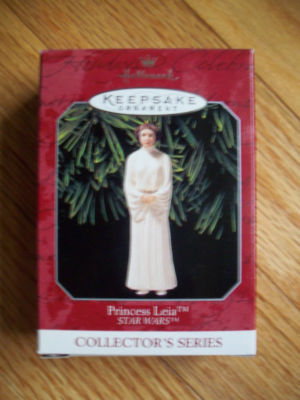 Hallmark
KEEPSAKE
ORNAMENT
Princess Leia™
STAR WARS™
COLLECTOR'S SERIES